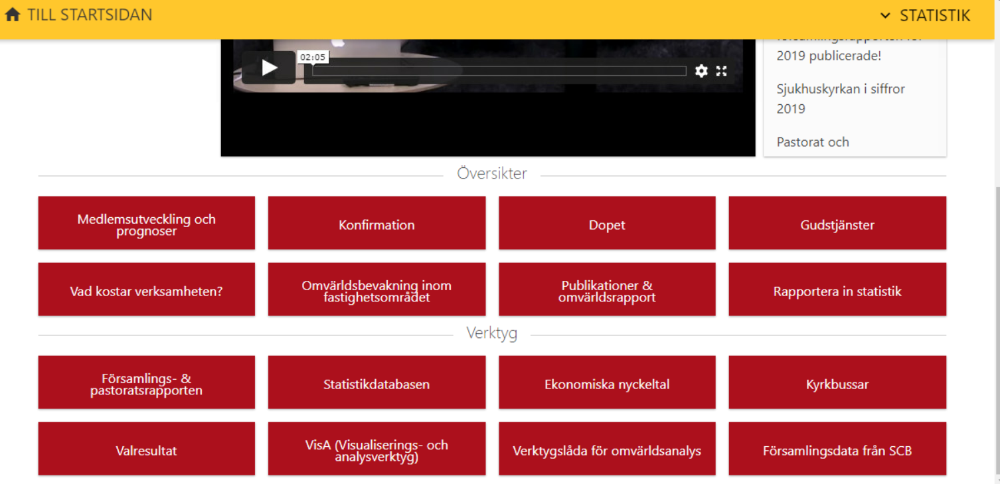 TILL STARTSIDAN
STATISTIK
02:05
2019 publicerade!
Sjukhuskyrkan i siffror
2019
Pastorat och
Översikter
Medlemsutveckling och
prognoser
Konfirmation
Dopet
Gudstjänster
Vad kostar verksamheten?
Omvärldsbevakning inom
fastighetsområdet
Publikationer &
omvärldsrapport
Rapportera in statistik
Verktyg
Församlings- &
pastoratsrapporten
Statistikdatabasen
Ekonomiska nyckeltal
Kyrkbussar
Valresultat
VisA (Visualiserings- och
analysverktyg)
Verktygslåda för omvärldsanalys
Församlingsdata från SCB